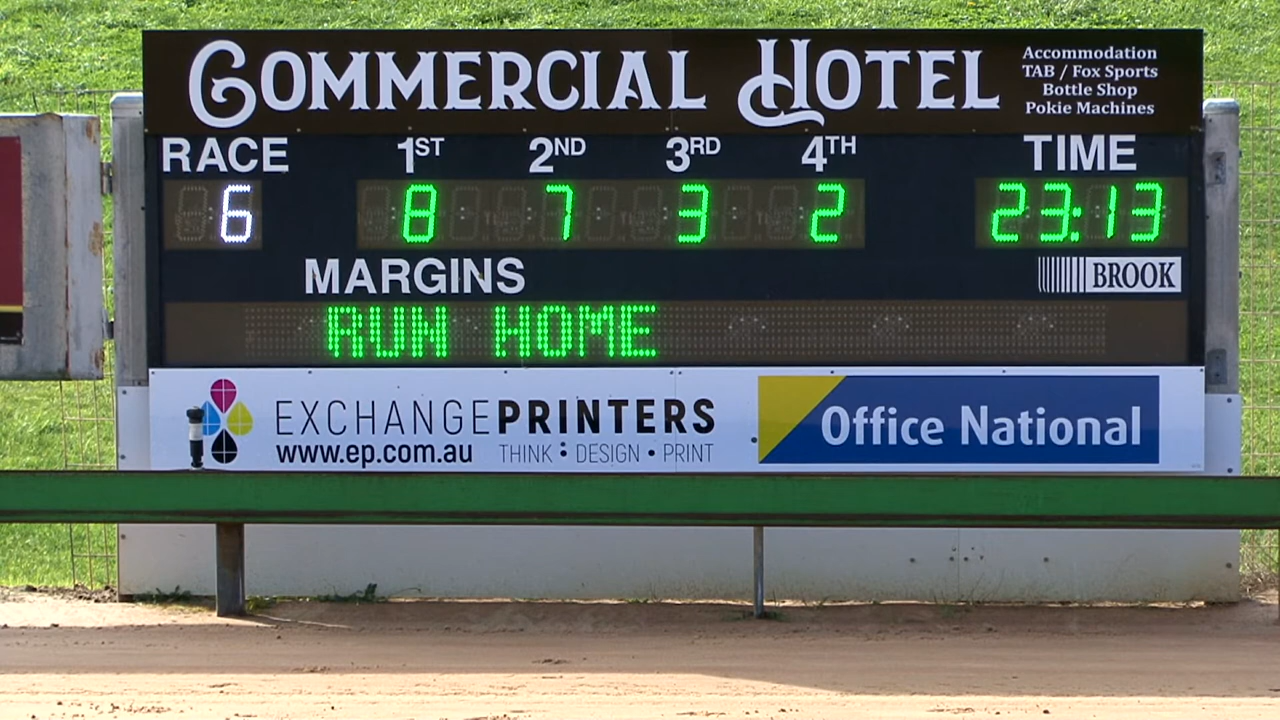 COMMERCIAL HOTEL
Accommodation
TAB / Fox Sports
Bottle Shop
Pokie Machines
RACE 1ST 2ND 3RD 4TH TIME
6 8 7 3 2 23:13
MARGINS
BROOK
RUN HOME
EXCHANGEPRINTERS
www.ep.com.au THINK : DESIGN • PRINT
Office National